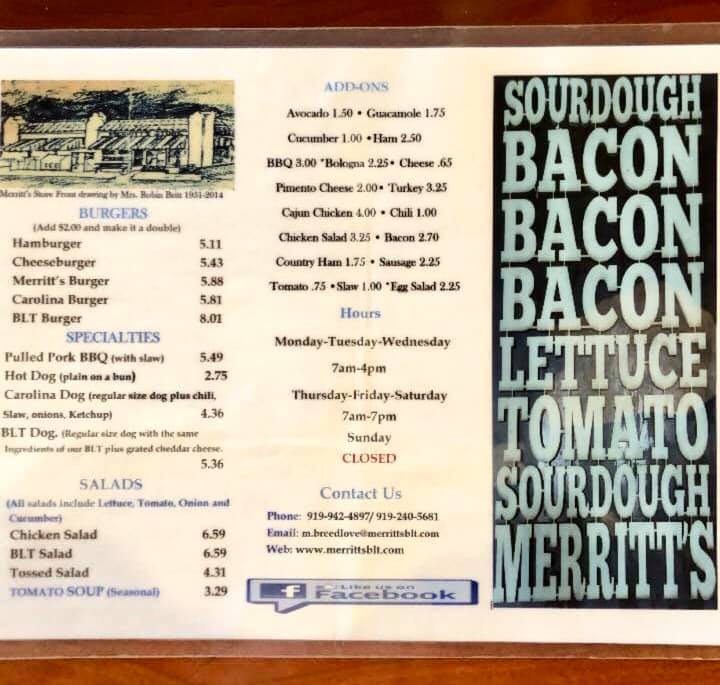 Merritt's Store Front drawing by Mrs. Robin Britt 1931-2014
BURGERS
(Add $2.00 and make it a double)
Hamburger 5.11
Cheeseburger 5.43
Merritt's Burger 5.88
Carolina Burger 5.81
BLT Burger 8.01
SPECIALTIES
Pulled Pork BBQ (with slaw) 5.49
Hot Dog (plain on a bun) 2.75
Carolina Dog (regular size dog plus chili,
Slaw, onions, Ketchup) 4.36
BLT Dog. (Regular size dog with the same
Ingredients of our BLT plus grated cheddar cheese.
5.36
SALADS
(All salads include Lettuce, Tomato, Onion and
Cucumber)
Chicken Salad 6.59
BLT Salad 6.59
Tossed Salad 4.31
TOMATO SOUP (Seasonal) 3.29
ADD-ONS
Avocado 1.50 • Guacamole 1.75
Cucumber 1.00 •Ham 2.50
BBQ 3.00 *Bologna 2.25• Cheese .65
Pimento Cheese 2.00• Turkey 3.25
Cajun Chicken 4.00 • Chili 1.00
Chicken Salad 3.25 • Bacon 2.70
Country Ham 1.75 • Sausage 2.25
Tomato .75 •Slaw 1.00 *Egg Salad 2.25
Hours
Monday-Tuesday-Wednesday
7am-4pm
Thursday-Friday-Saturday
7am-7pm
Sunday
CLOSED
Contact Us
Phone: 919-942-4897/ 919-240-5681
Email: m.breedlove@merrittsblt.com
Web: www.merrittsblt.com
f Like us on
Facebook
SOURDOUGH
BACON
BACON
BACON
LETTUCE
TOMATO
SOURDOUGH
MERRITT'S